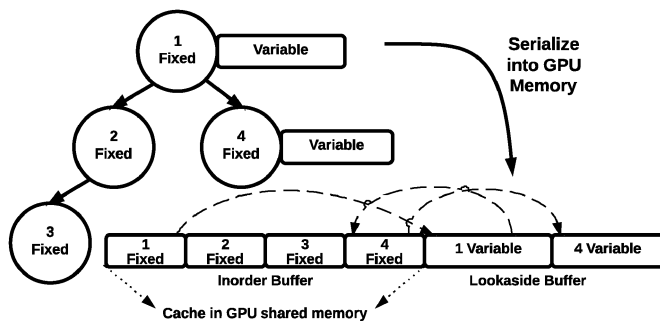 1
Fixed
Variable
Serialize
into GPU
Memory
2
Fixed
4
Fixed
Variable
3
Fixed
1
Fixed
2
Fixed
3
Fixed
4
Fixed
1 Variable
4 Variable
Inorder Buffer
Lookaside Buffer
Cache in GPU shared memory